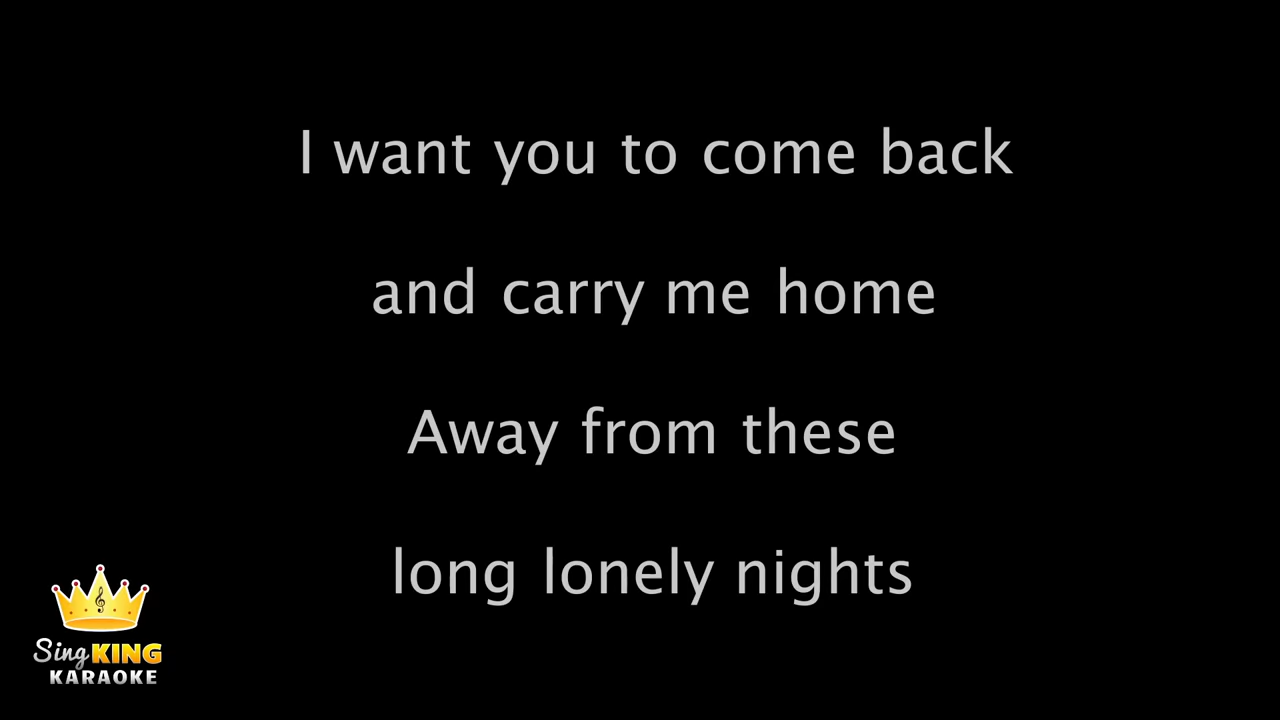 I want you to come back
and carry me home
Away from these
long lonely nights
Sing KING
KARAOKE